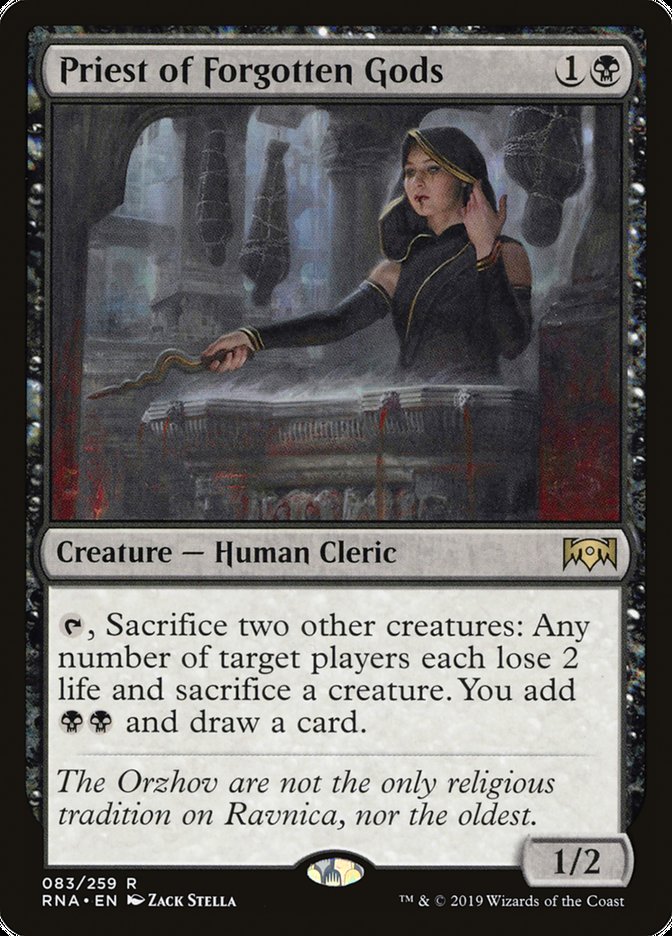 Priest of Forgotten Gods 1
Creature — Human Cleric
, Sacrifice two other creatures: Any
number of target players each lose 2
life and sacrifice a creature. You add
and draw a card.
The Orzhov are not the only religious
tradition on Ravnica, nor the oldest.
1/2
083/259 R
RNA • EN Zack Stella
™ & © 2019 Wizards of the Coast